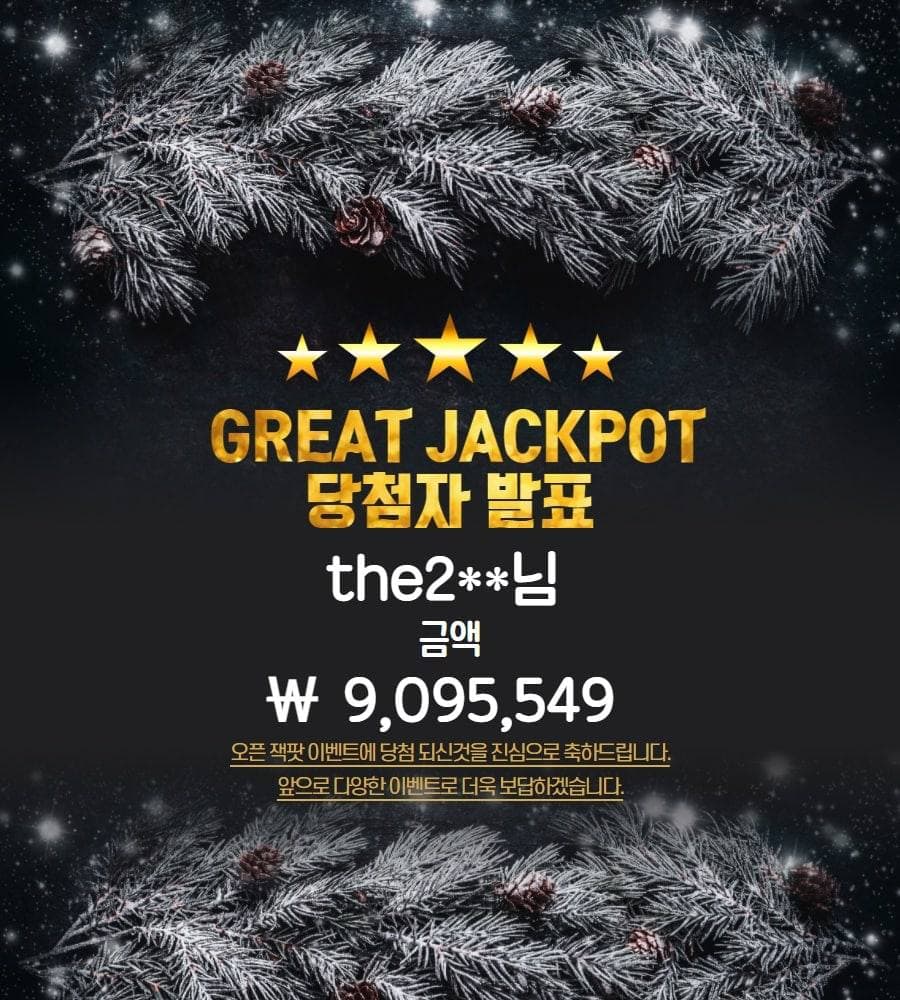 GREAT JACKPOT
당첨자 발표
the2**님
금액
₩ 9,095,549
오픈 잭팟 이벤트에 당첨 되신것을 진심으로 축하드립니다.
앞으로 다양한 이벤트로 더욱 보답하겠습니다.